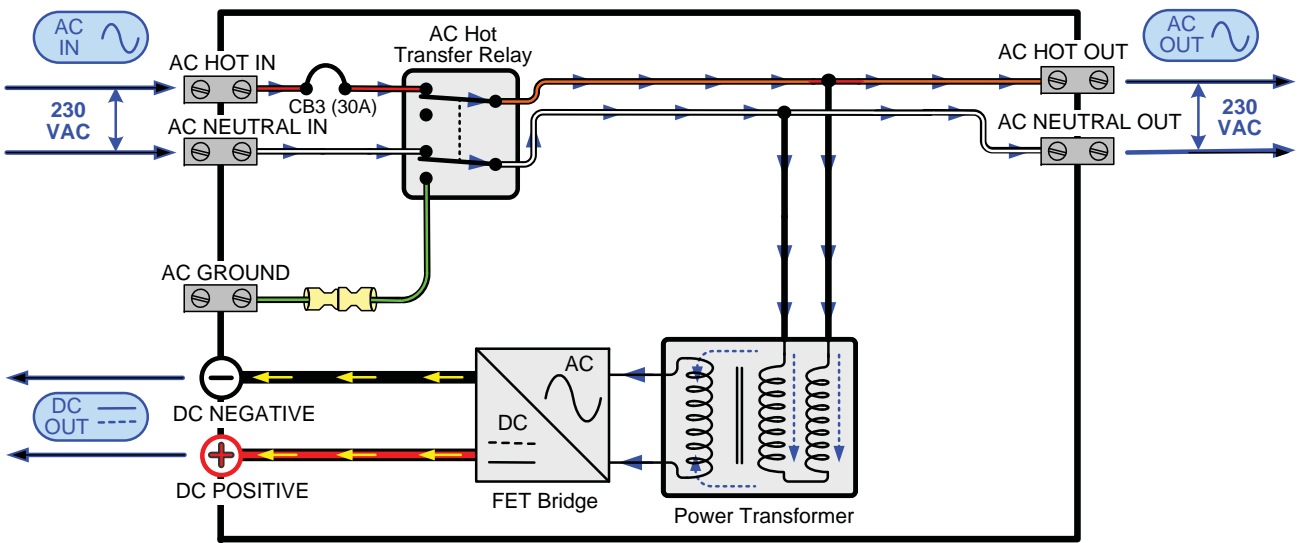 AC
IN
AC HOT IN
230
VAC
AC NEUTRAL IN
CB3 (30A)
AC Hot
Transfer Relay
AC HOT OUT
AC
OUT
AC NEUTRAL OUT
230
VAC
AC GROUND
DC NEGATIVE
DC
OUT
DC POSITIVE
AC
DC
FET Bridge
Power Transformer